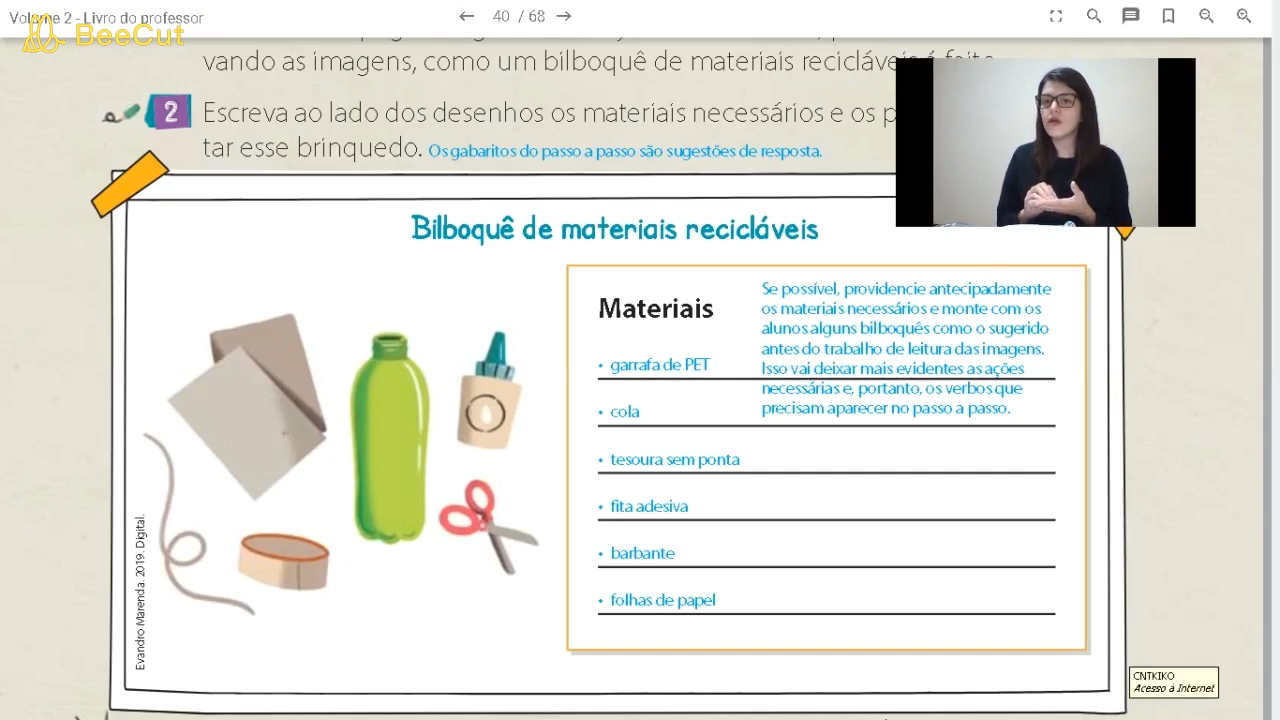 Volume 2 - Livro do professor
40 / 68
BeeCut
vando as imagens, como um bilboquê de materiais recicláveis é feito.
2 Escreva ao lado dos desenhos os materiais necessários e os
tar esse brinquedo. Os gabaritos do passo a passo são sugestões de resposta.
Bilboquê de materiais recicláveis
Materiais
Se possível, providencie antecipadamente
os materiais necessários e monte com os
alunos alguns bilboquês como o sugerido
antes do trabalho de leitura das imagens.
Isso vai deixar mais evidentes as ações
necessárias e, portanto, os verbos que
precisam aparecer no passo a passo.
• garrafa de PET
• cola
• tesoura sem ponta
• fita adesiva
• barbante
• folhas de papel
Evandro Marenda. 2019. Digital.
CNTKIKO
Acesso à Internet